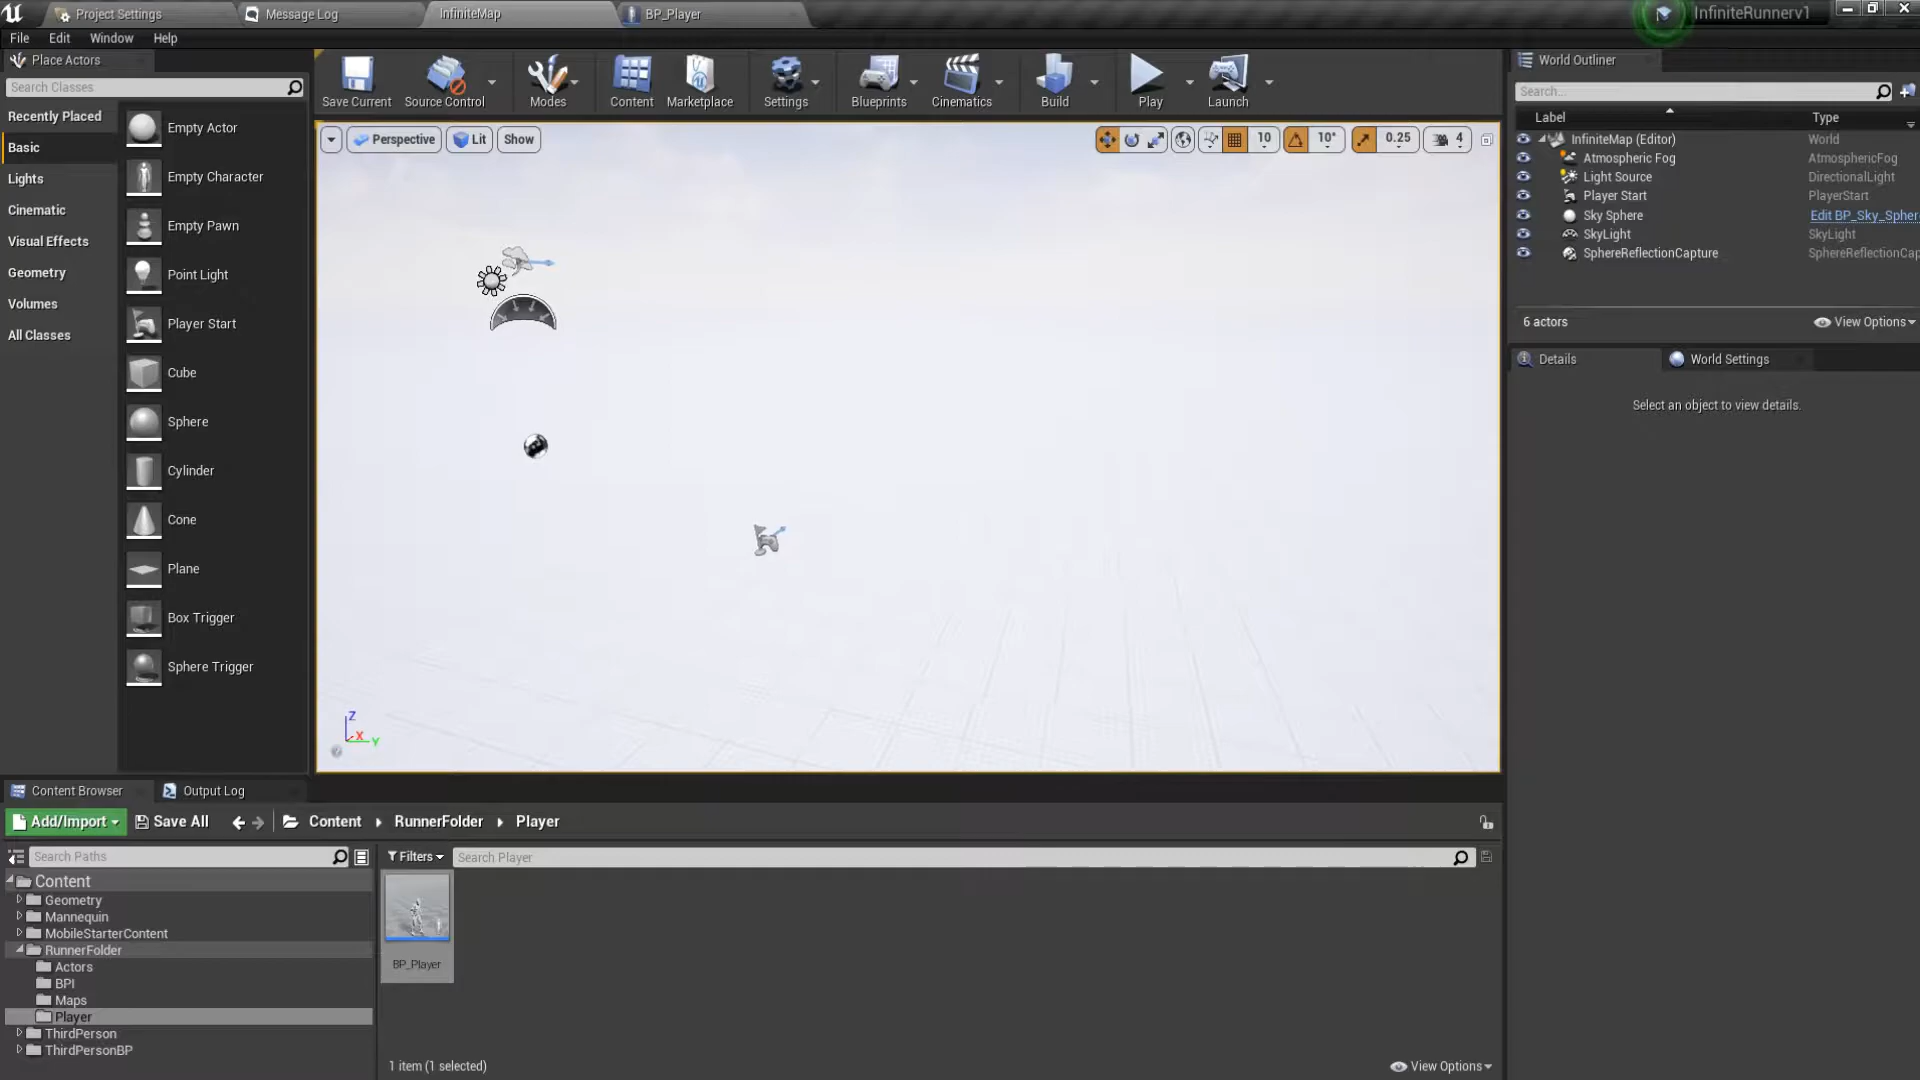 Project Settings
Message Log
InfiniteMap
BP_Player
InfiniteRunnerv1
File Edit Window Help
Place Actors
Search Classes
Recently Placed
Basic
Lights
Cinematic
Visual Effects
Geometry
Volumes
All Classes
Empty Actor
Empty Character
Empty Pawn
Point Light
Player Start
Cube
Sphere
Cylinder
Cone
Plane
Box Trigger
Sphere Trigger
Save Current
Source Control
Modes
Content
Marketplace
Settings
Blueprints
Cinematics
Build
Play
Launch
Perspective
Lit
Show
10
10°
0.25
4
Z
X
Y
World Outliner
Search...
Label Type
InfiniteMap (Editor) World
Atmospheric Fog AtmosphericFog
Light Source DirectionalLight
Player Start PlayerStart
Sky Sphere Edit BP_Sky_Spher
SkyLight SkyLight
SphereReflectionCapture SphereReflectionCap
6 actors
View Options
Details
World Settings
Select an object to view details.
Content Browser
Output Log
Add/Import
Save All
Content
RunnerFolder
Player
Search Paths
Filters
Search Player
Content
Geometry
Mannequin
MobileStarterContent
RunnerFolder
Actors
BPI
Maps
Player
ThirdPerson
ThirdPersonBP
BP_Player
1 item (1 selected)
View Options